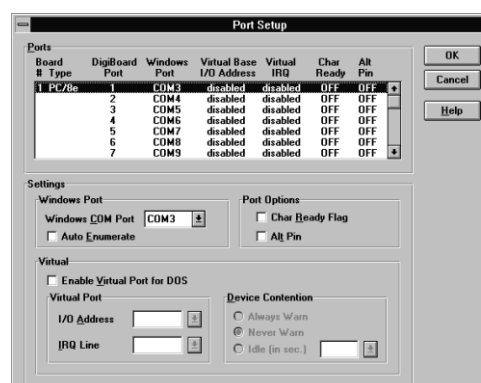 Port Setup
Ports
Board DigiBoard Windows Virtual Base Virtual Char Alt
# Type Port Port I/O Address IRQ Ready Pin
1 PC/8e 1 COM3 disabled disabled OFF OFF
2 COM4 disabled disabled OFF OFF
3 COM5 disabled disabled OFF OFF
4 COM6 disabled disabled OFF OFF
5 COM7 disabled disabled OFF OFF
6 COM8 disabled disabled OFF OFF
7 COM9 disabled disabled OFF OFF
OK
Cancel
Help
Settings
Windows Port
Windows COM Port COM3
Auto Enumerate
Port Options
Char Ready Flag
Alt Pin
Virtual
Enable Virtual Port for DOS
Virtual Port
I/O Address
IRQ Line
Device Contention
Always Warn
Never Warn
Idle (in sec.)